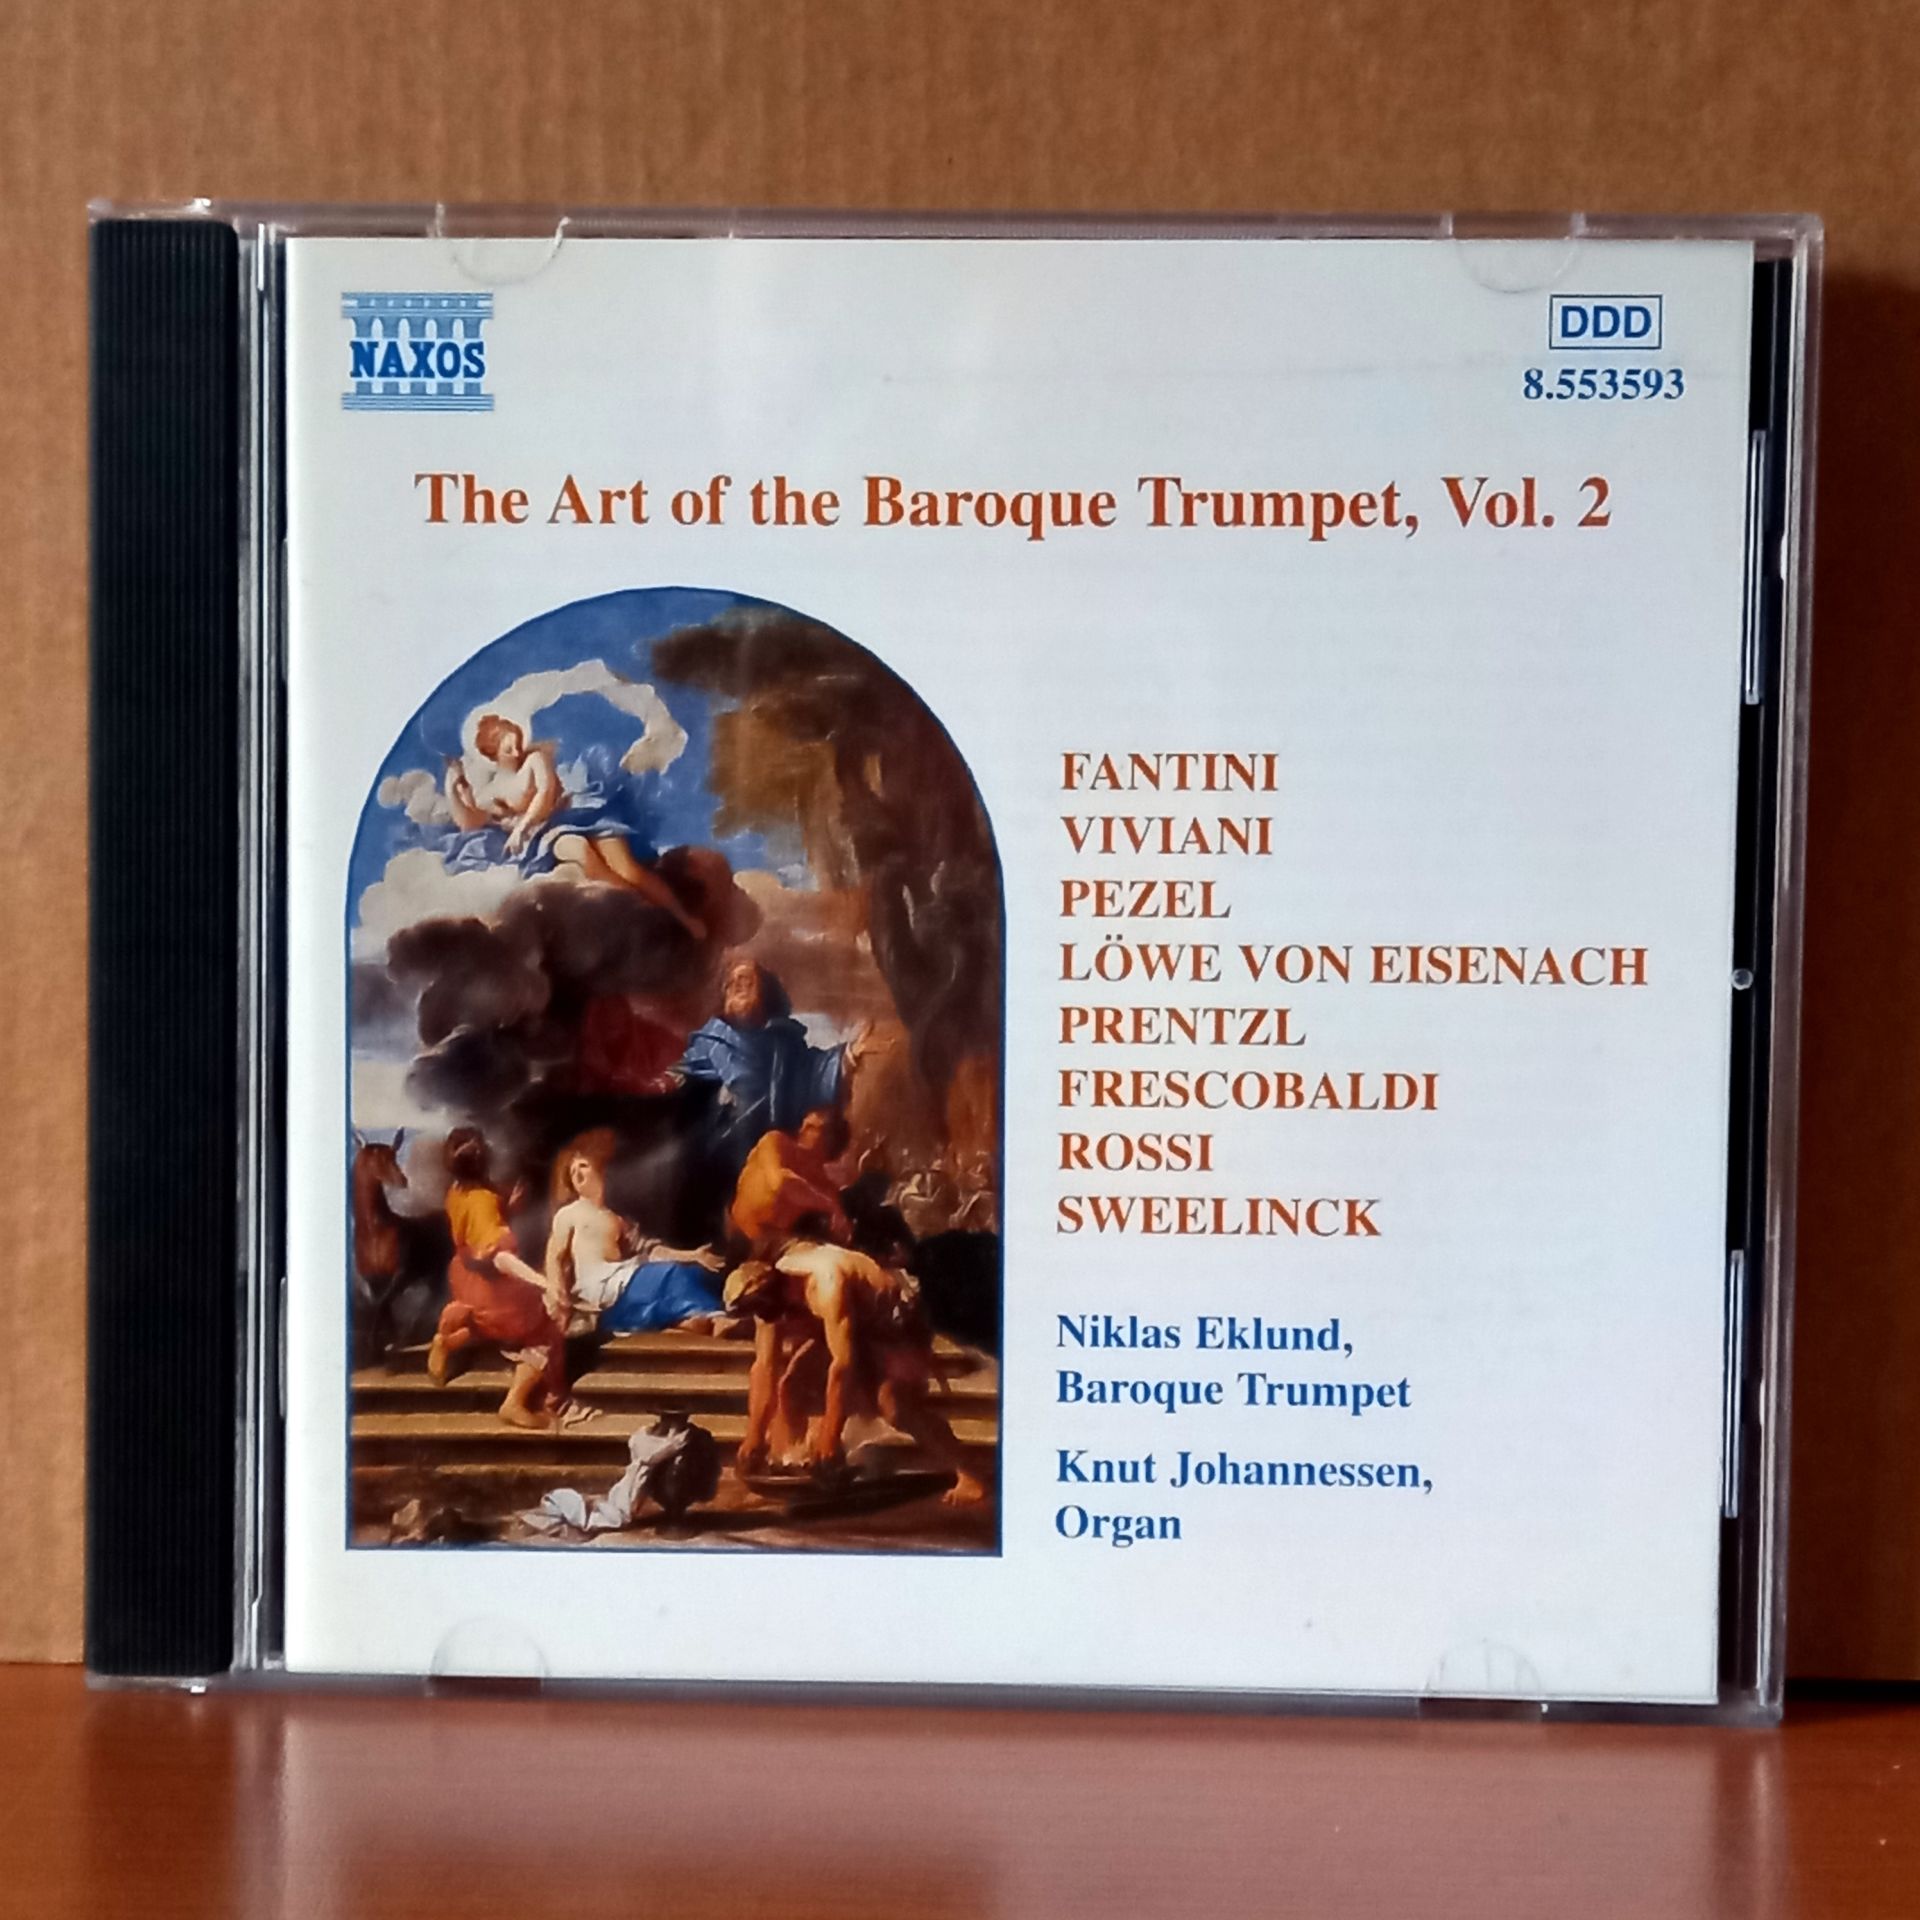 NAXOS
DDD
8.553593
The Art of the Baroque Trumpet, Vol. 2
FANTINI
VIVIANI
PEZEL
LÖWE VON EISENACH
PRENTZL
FRESCOBALDI
ROSSI
SWEELINCK
Niklas Eklund,
Baroque Trumpet
Knut Johannessen,
Organ